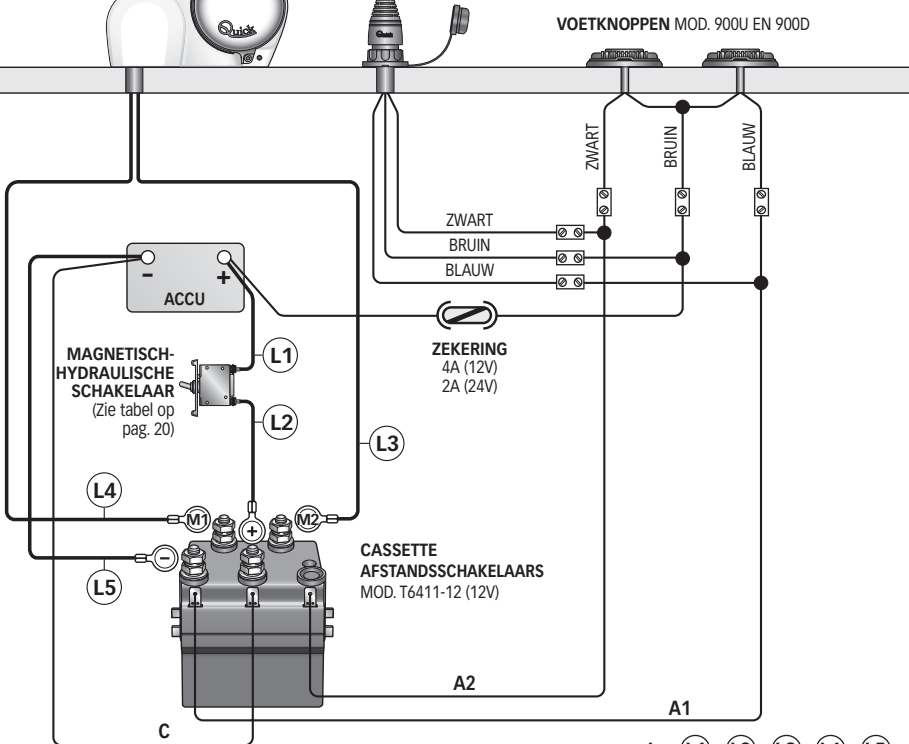 Quick
Quick
VOETKNOPPEN MOD. 900U EN 900D
ZWART
BRUIN
BLAUW
ZWART
BRUIN
BLAUW
- +
ACCU
MAGNETISCH-
HYDRAULISCHE
SCHAKELAAR
(Zie tabel op
pag. 20)
L1
L2
ZEKERING
4A (12V)
2A (24V)
L3
L4
M1
+
M2
-
L5
CASSETTE
AFSTANDSSCHAKELAARS
MOD. T6411-12 (12V)
A2
A1
C